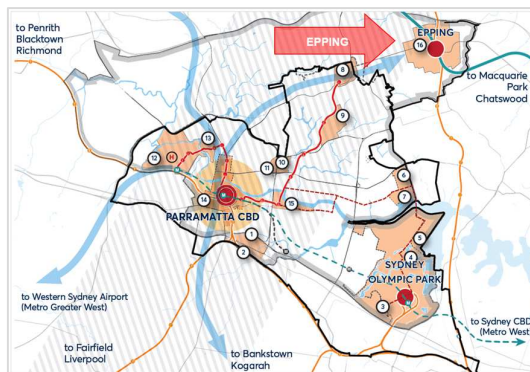 to Penrith
Blacktown
Richmond
EPPING
EPPING
16
to Macquarie
Park
Chatswood
8
9
13
12
H
11
10
6
7
14
PARRAMATTA CBD
15
1
2
5
4
SYDNEY
OLYMPIC PARK
3
to Western Sydney Airport
(Metro Greater West)
to Sydney CBD
(Metro West)
to Fairfield
Liverpool
to Bankstown
Kogarah